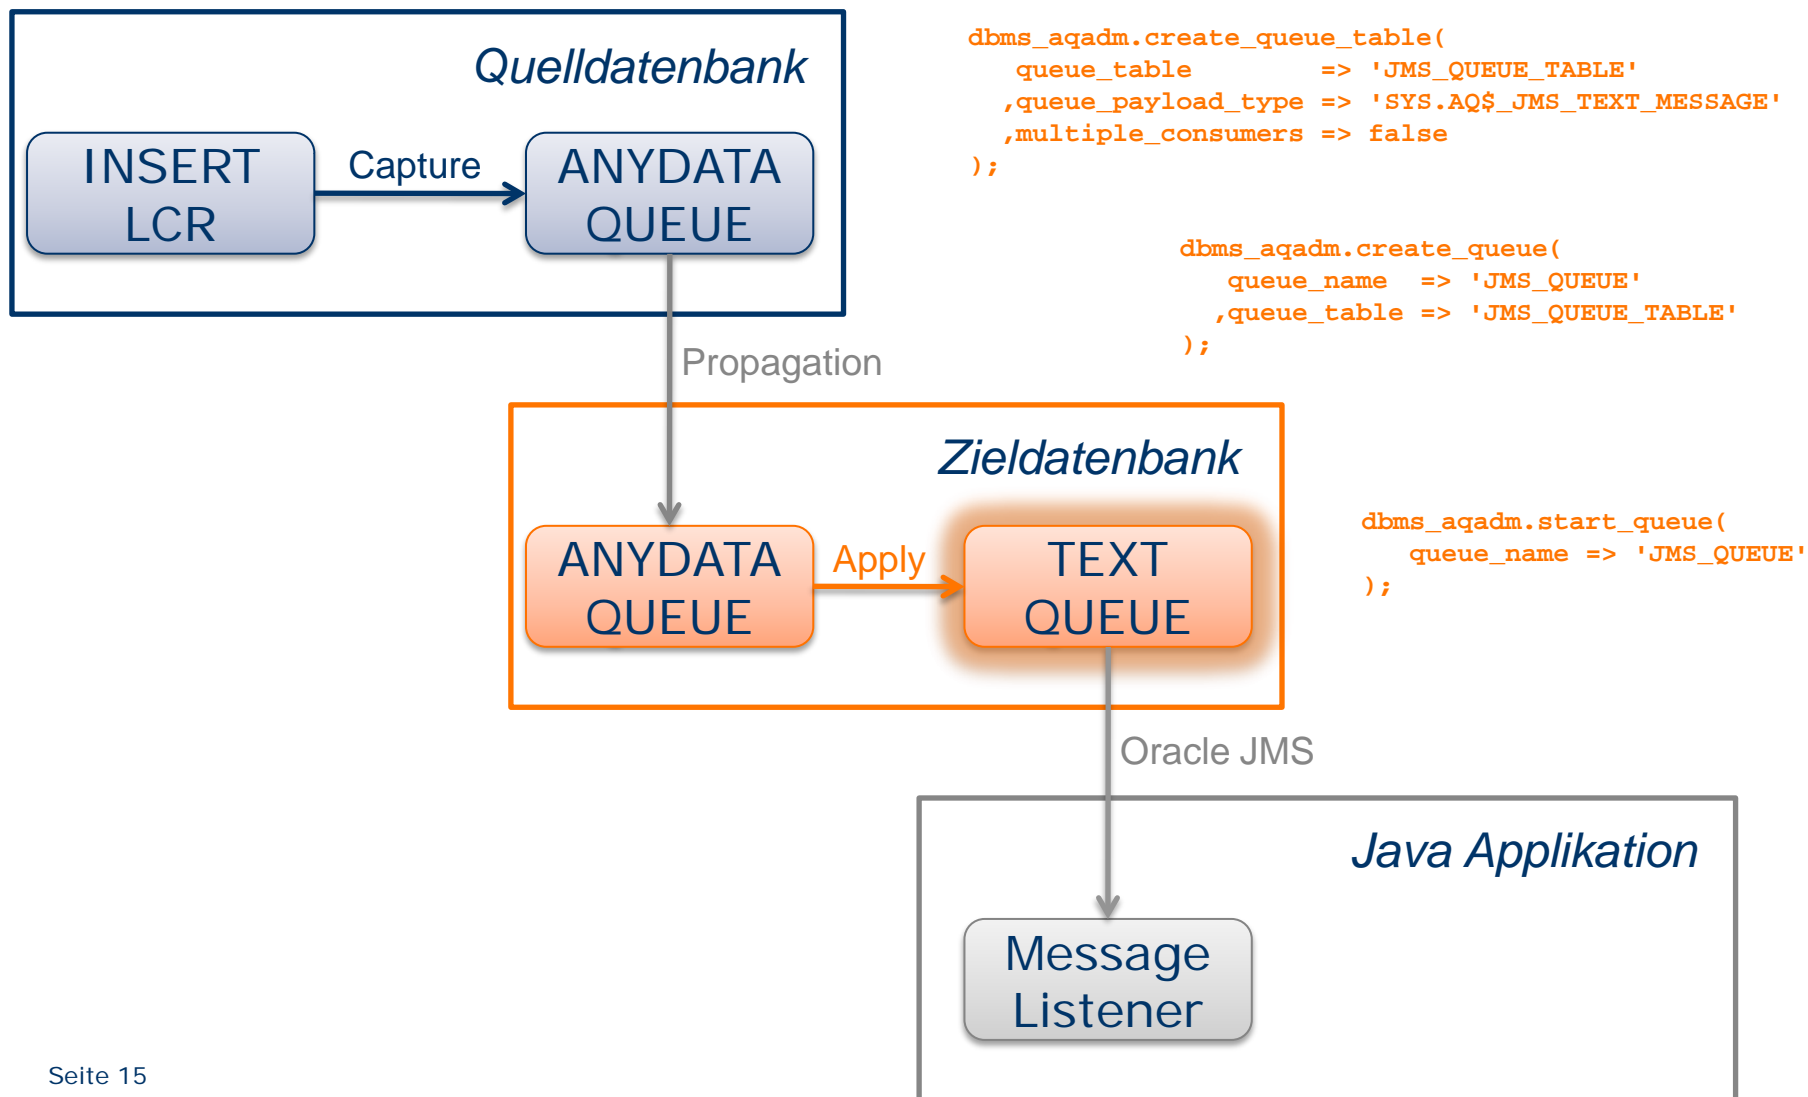 Quelldatenbank
INSERT
LCR
Capture
ANYDATA
QUEUE
dbms_aqadm.create_queue_table(
queue_table => 'JMS_QUEUE_TABLE'
,queue_payload_type => 'SYS.AQ$_JMS_TEXT_MESSAGE'
,multiple_consumers => false
);
dbms_aqadm.create_queue(
queue_name => 'JMS_QUEUE'
,queue_table => 'JMS_QUEUE_TABLE'
);
Propagation
Zieldatenbank
ANYDATA
QUEUE
Apply
TEXT
QUEUE
dbms_aqadm.start_queue(
queue_name => 'JMS_QUEUE'
);
Oracle JMS
Java Applikation
Message
Listener
Seite 15